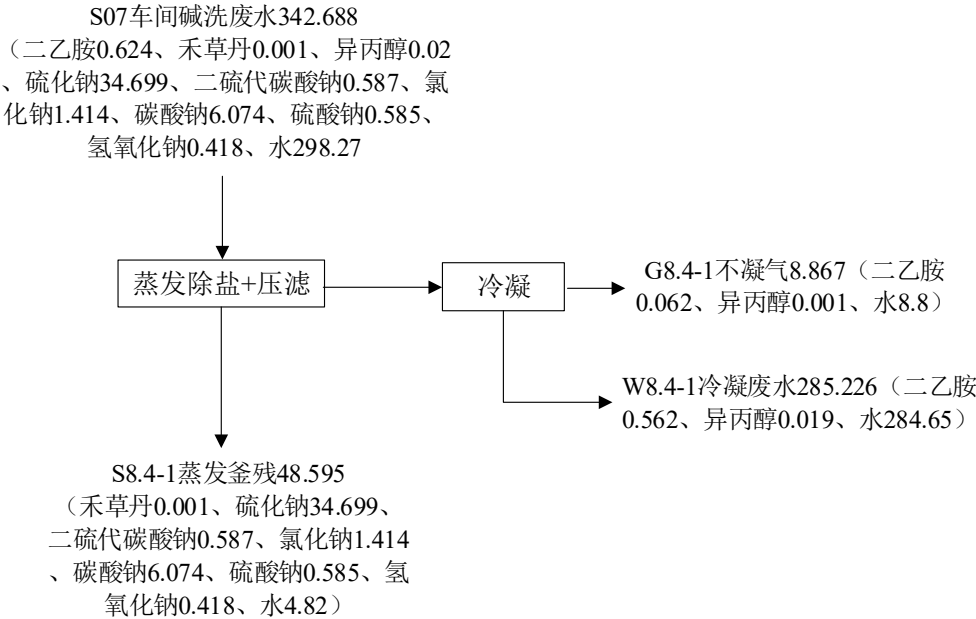 S07车间碱洗废水342.688
（二乙胺0.624、禾草丹0.001、异丙醇0.02
、硫化钠34.699、二硫代碳酸钠0.587、氯
化钠1.414、碳酸钠6.074、硫酸钠0.585、
氢氧化钠0.418、水298.27
蒸发除盐+压滤
冷凝
G8.4-1不凝气8.867（二乙胺
0.062、异丙醇0.001、水8.8）
W8.4-1冷凝废水285.226（二乙胺
0.562、异丙醇0.019、水284.65）
S8.4-1蒸发釜残48.595
（禾草丹0.001、硫化钠34.699、
二硫代碳酸钠0.587、氯化钠1.414
、碳酸钠6.074、硫酸钠0.585、氢
氧化钠0.418、水4.82）